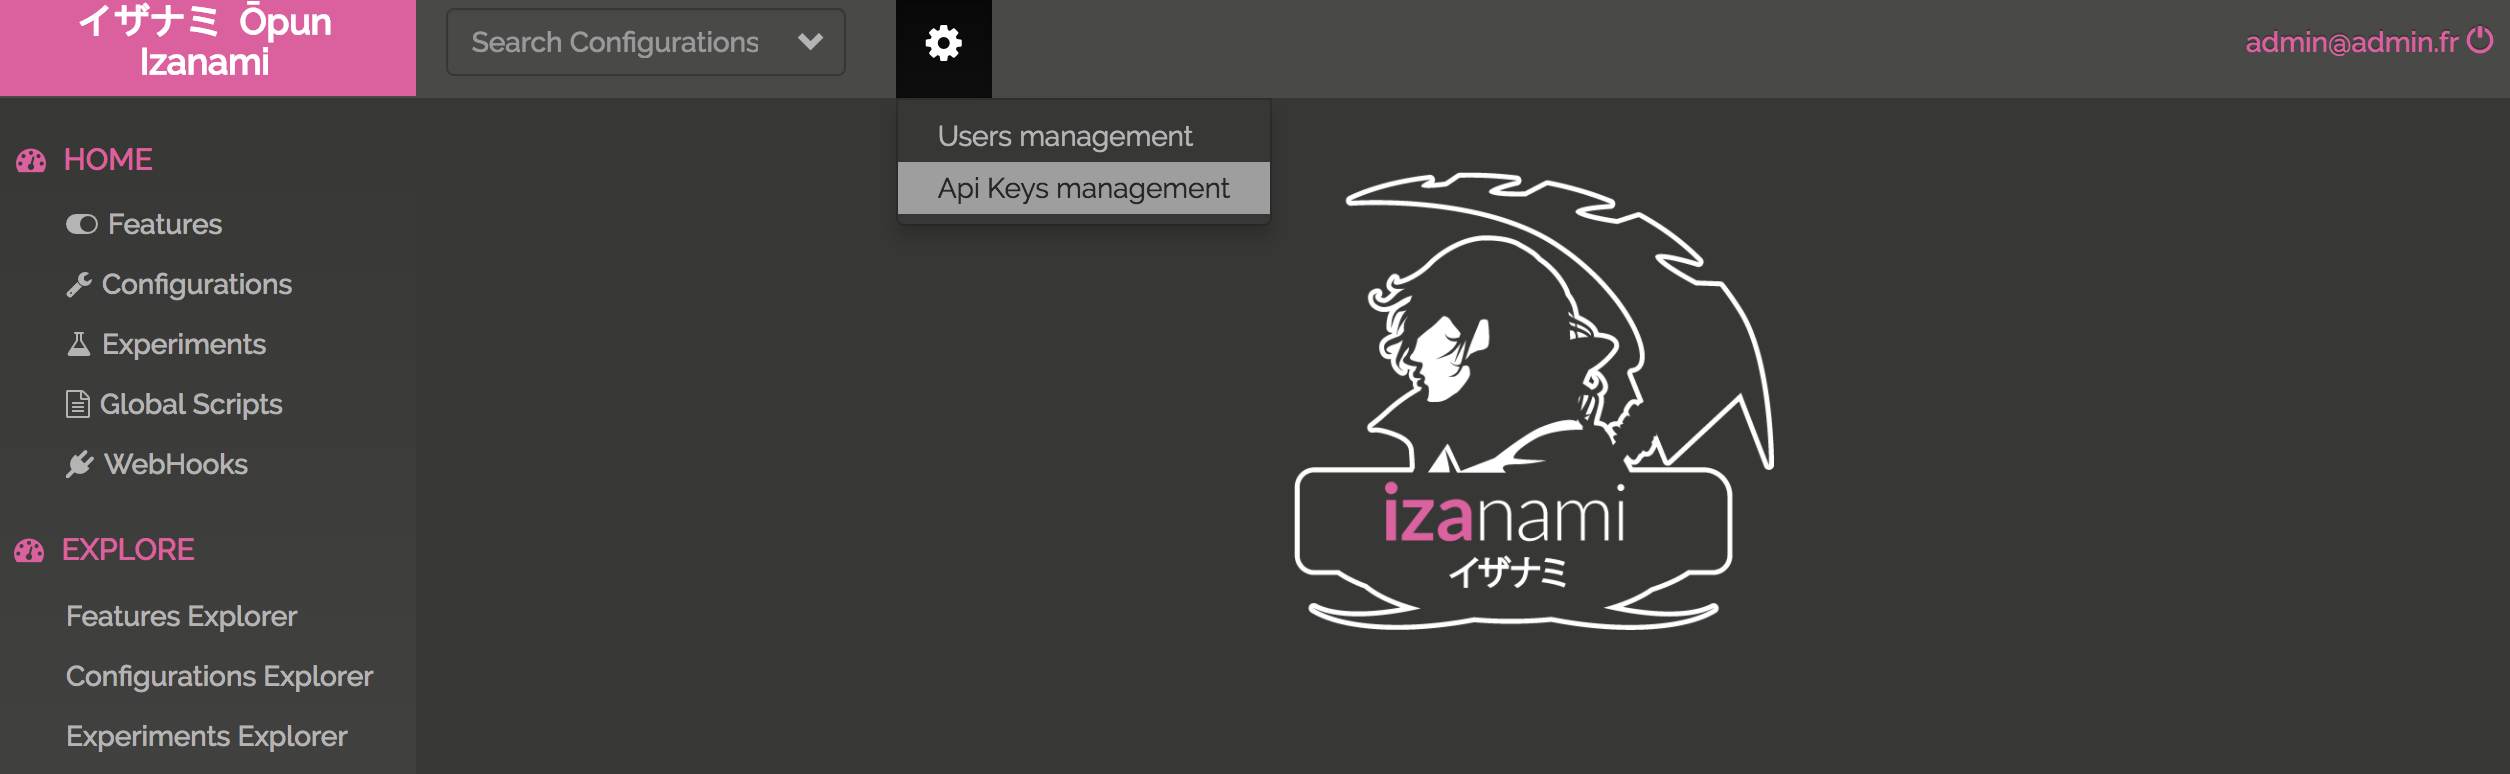 イザナミ Ōpun
Izanami
Search Configurations
admin@admin.fr
Users management
Api Keys management
HOME
Features
Configurations
Experiments
Global Scripts
WebHooks
EXPLORE
Features Explorer
Configurations Explorer
Experiments Explorer
izanami
イザナミ